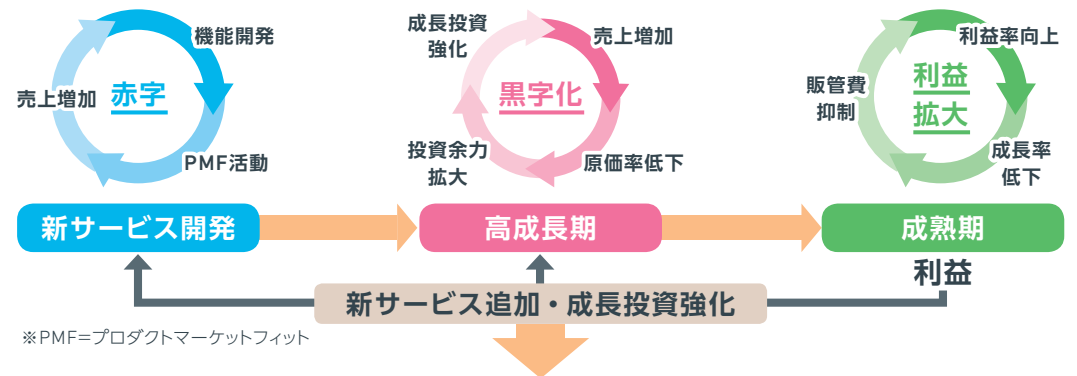 機能開発
売上増加
赤字
PMF活動
成長投資
強化
売上増加
黒字化
投資余力
拡大
原価率低下
利益率向上
販管費
抑制
利益
拡大
成長率
低下
新サービス開発
高成長期
成熟期
利益
新サービス追加・成長投資強化
※PMF=プロダクトマーケットフィット